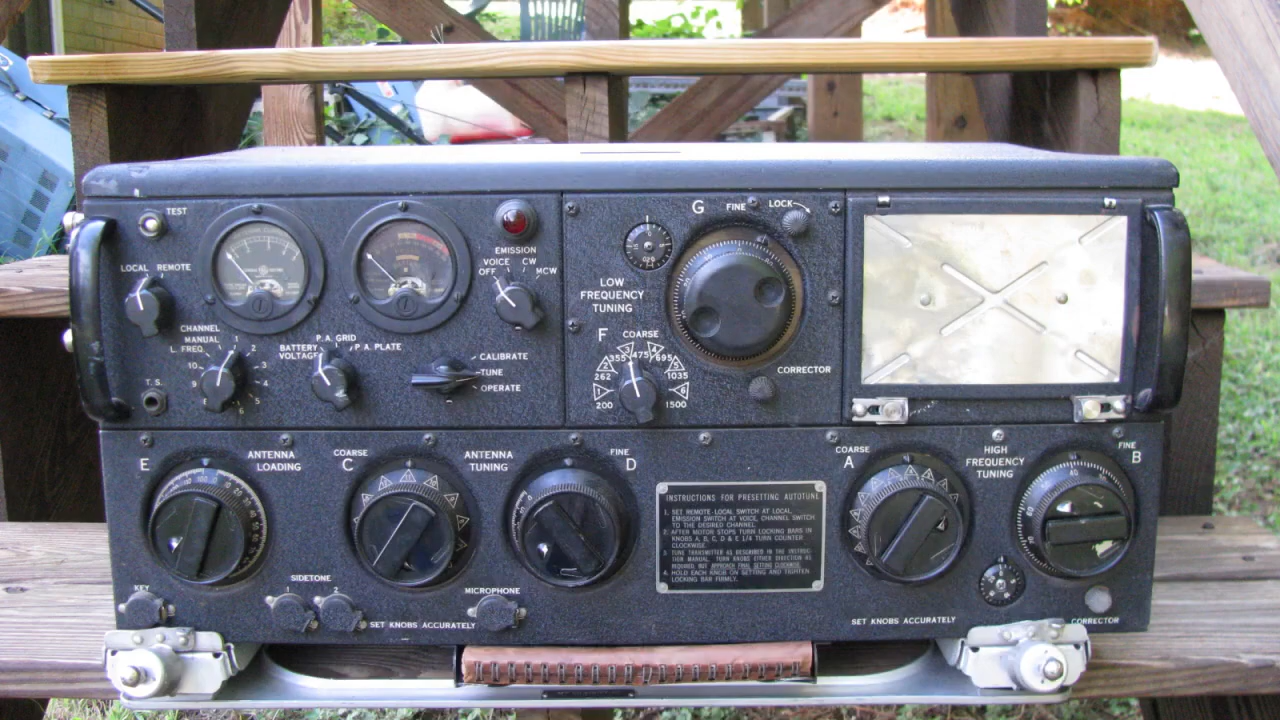 TEST
LOCAL REMOTE
EMISSION
VOICE CW
OFF MCW
G FINE LOCK
LOW
FREQUENCY
TUNING
F COARSE
355 475 695
262 1035
200 1500
CORRECTOR
CHANNEL
MANUAL 1
L. FREQ. 2
10 3
9 4
8 5
6
P.A. GRID
BATTERY P.A. PLATE
VOLTAGE
CALIBRATE
TUNE
OPERATE
T.S.
E ANTENNA
LOADING
COARSE
C ANTENNA
TUNING
FINE
D
COARSE
A HIGH
FREQUENCY
TUNING
FINE
B
INSTRUCTIONS FOR PRESETTING AUTOTUNE
1. SET REMOTE-LOCAL SWITCH AT LOCAL,
EMISSION SWITCH AT VOICE, CHANNEL SWITCH
TO THE DESIRED CHANNEL.
2. AFTER MOTOR STOPS TURN LOCKING BARS IN
KNOBS A, B, C, D & E 1/4 TURN COUNTER
CLOCKWISE.
3. TUNE TRANSMITTER AS DESCRIBED IN THE INSTRUC-
TION MANUAL. TURN KNOBS EITHER DIRECTION AS
REQUIRED, BUT APPROACH FINAL SETTING CLOCKWISE.
4. HOLD EACH KNOB ON SETTING AND TIGHTEN
LOCKING BAR FIRMLY.
KEY
SIDETONE
1 2
MICROPHONE
SET KNOBS ACCURATELY
SET KNOBS ACCURATELY
CORRECTOR